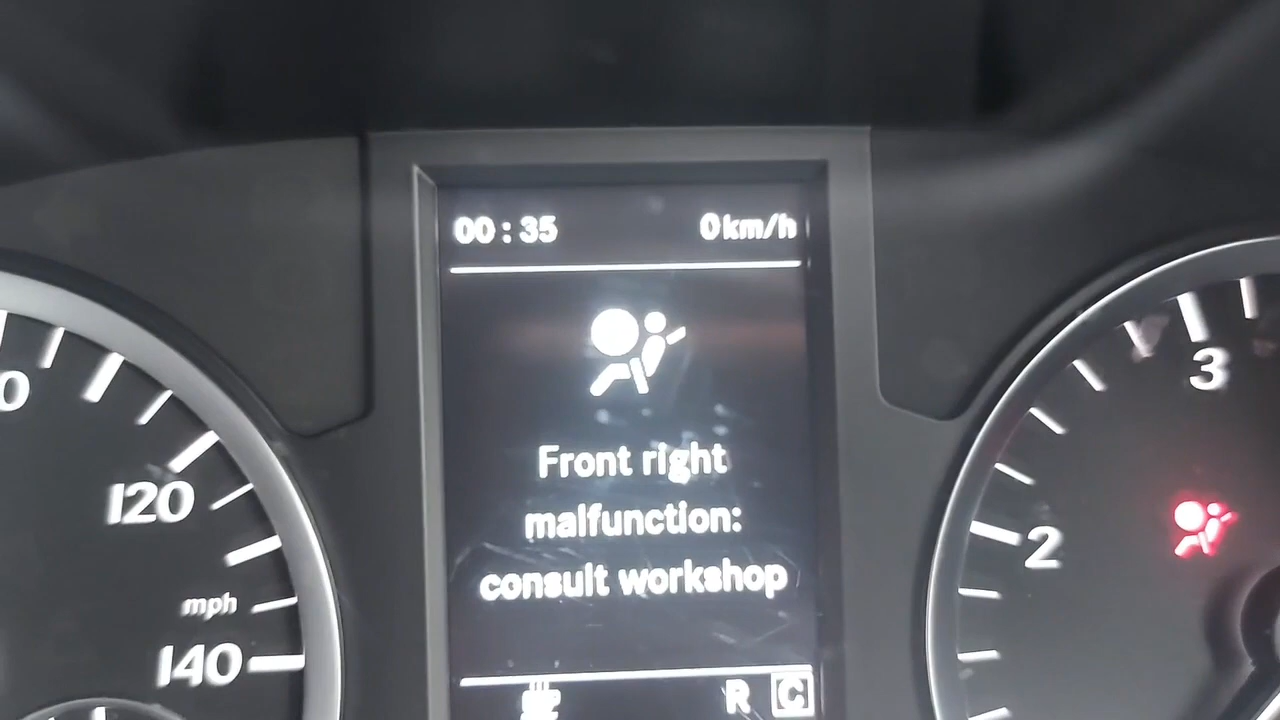 00 : 35 0km/h
Front right
malfunction:
consult workshop
R C
120
mph
140
3
2